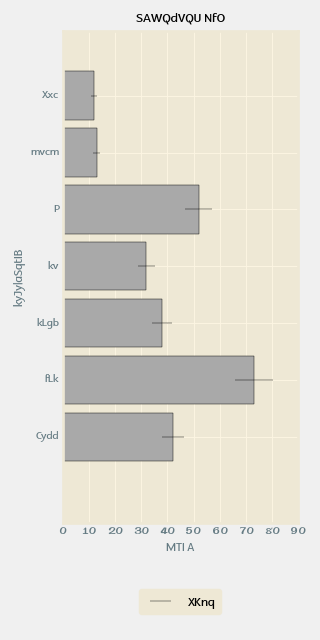 SAWQdVQU NfO
Xxc
mvcm
P
kv
kLgb
fLk
Cydd
kyJylaSqtIB
0 10 20 30 40 50 60 70 80 90
MTI A
XKnq